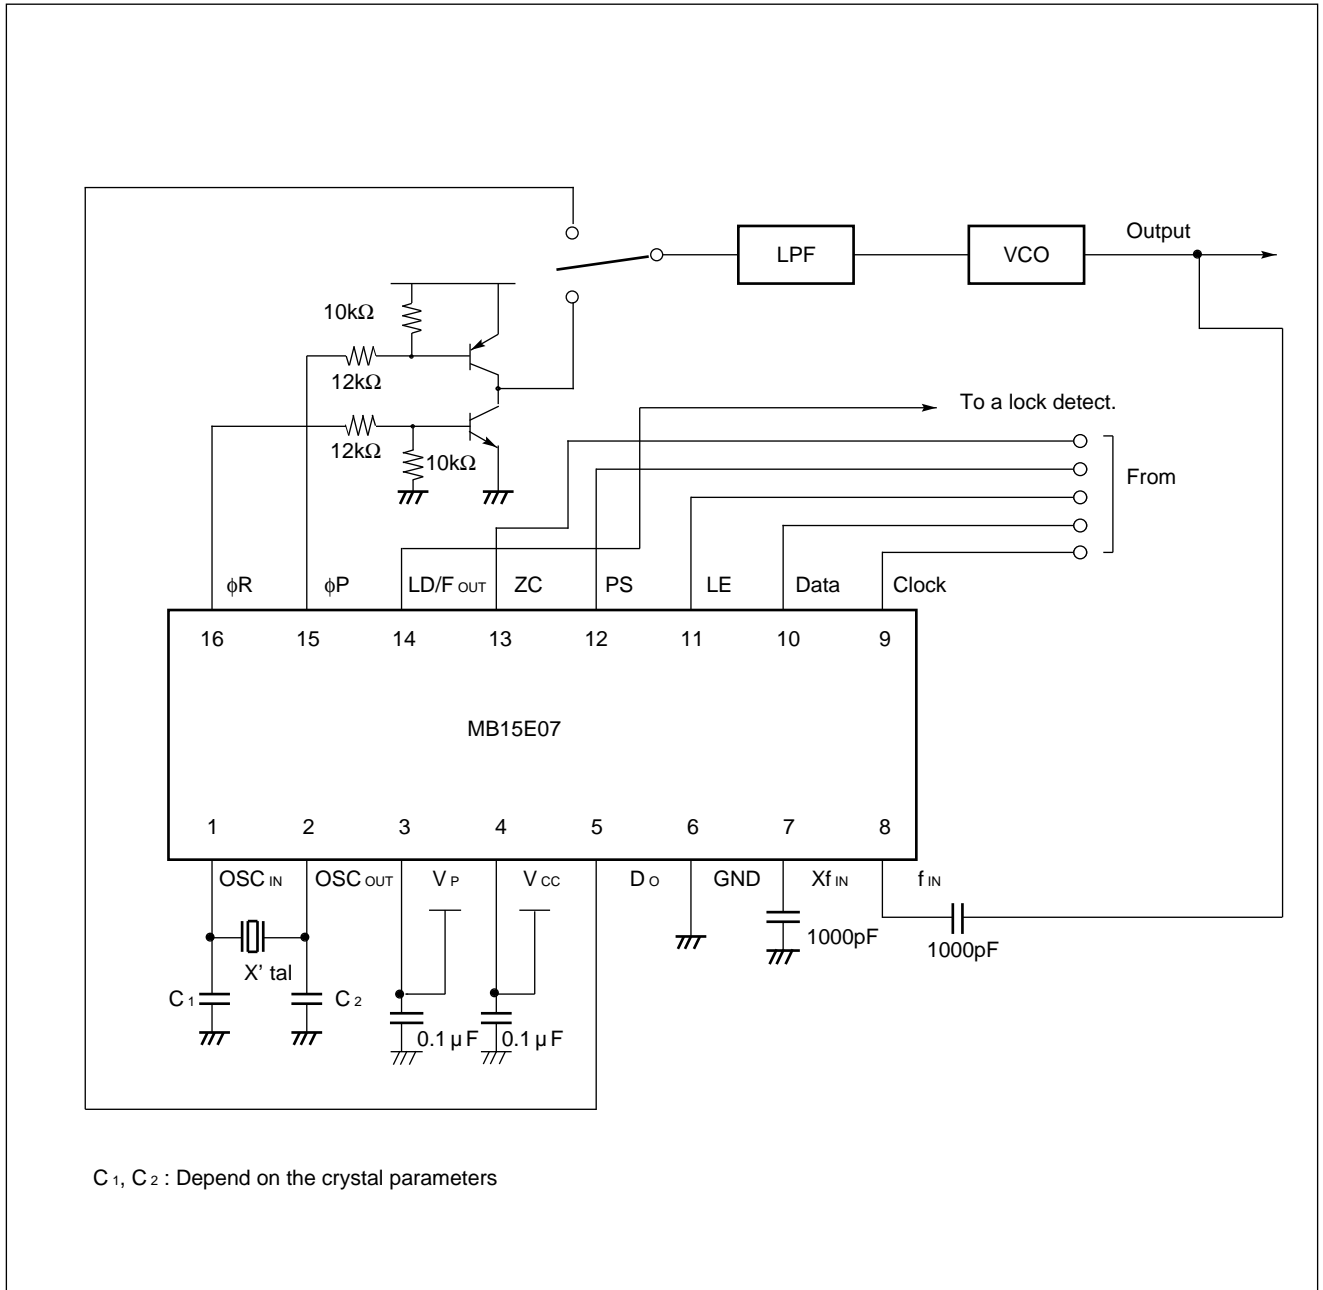 Output
LPF
VCO
10kΩ
12kΩ
To a lock detect.
12kΩ
10kΩ
From
ϕR
ϕP
LD/F OUT
ZC
PS
LE
Data
Clock
16
15
14
13
12
11
10
9
MB15E07
1
2
3
4
5
6
7
8
OSC IN
OSC OUT
V P
V CC
D O
GND
Xf IN
f IN
1000pF
1000pF
X' tal
C 1
C 2
0.1 µ F
0.1 µ F
C 1, C 2 : Depend on the crystal parameters